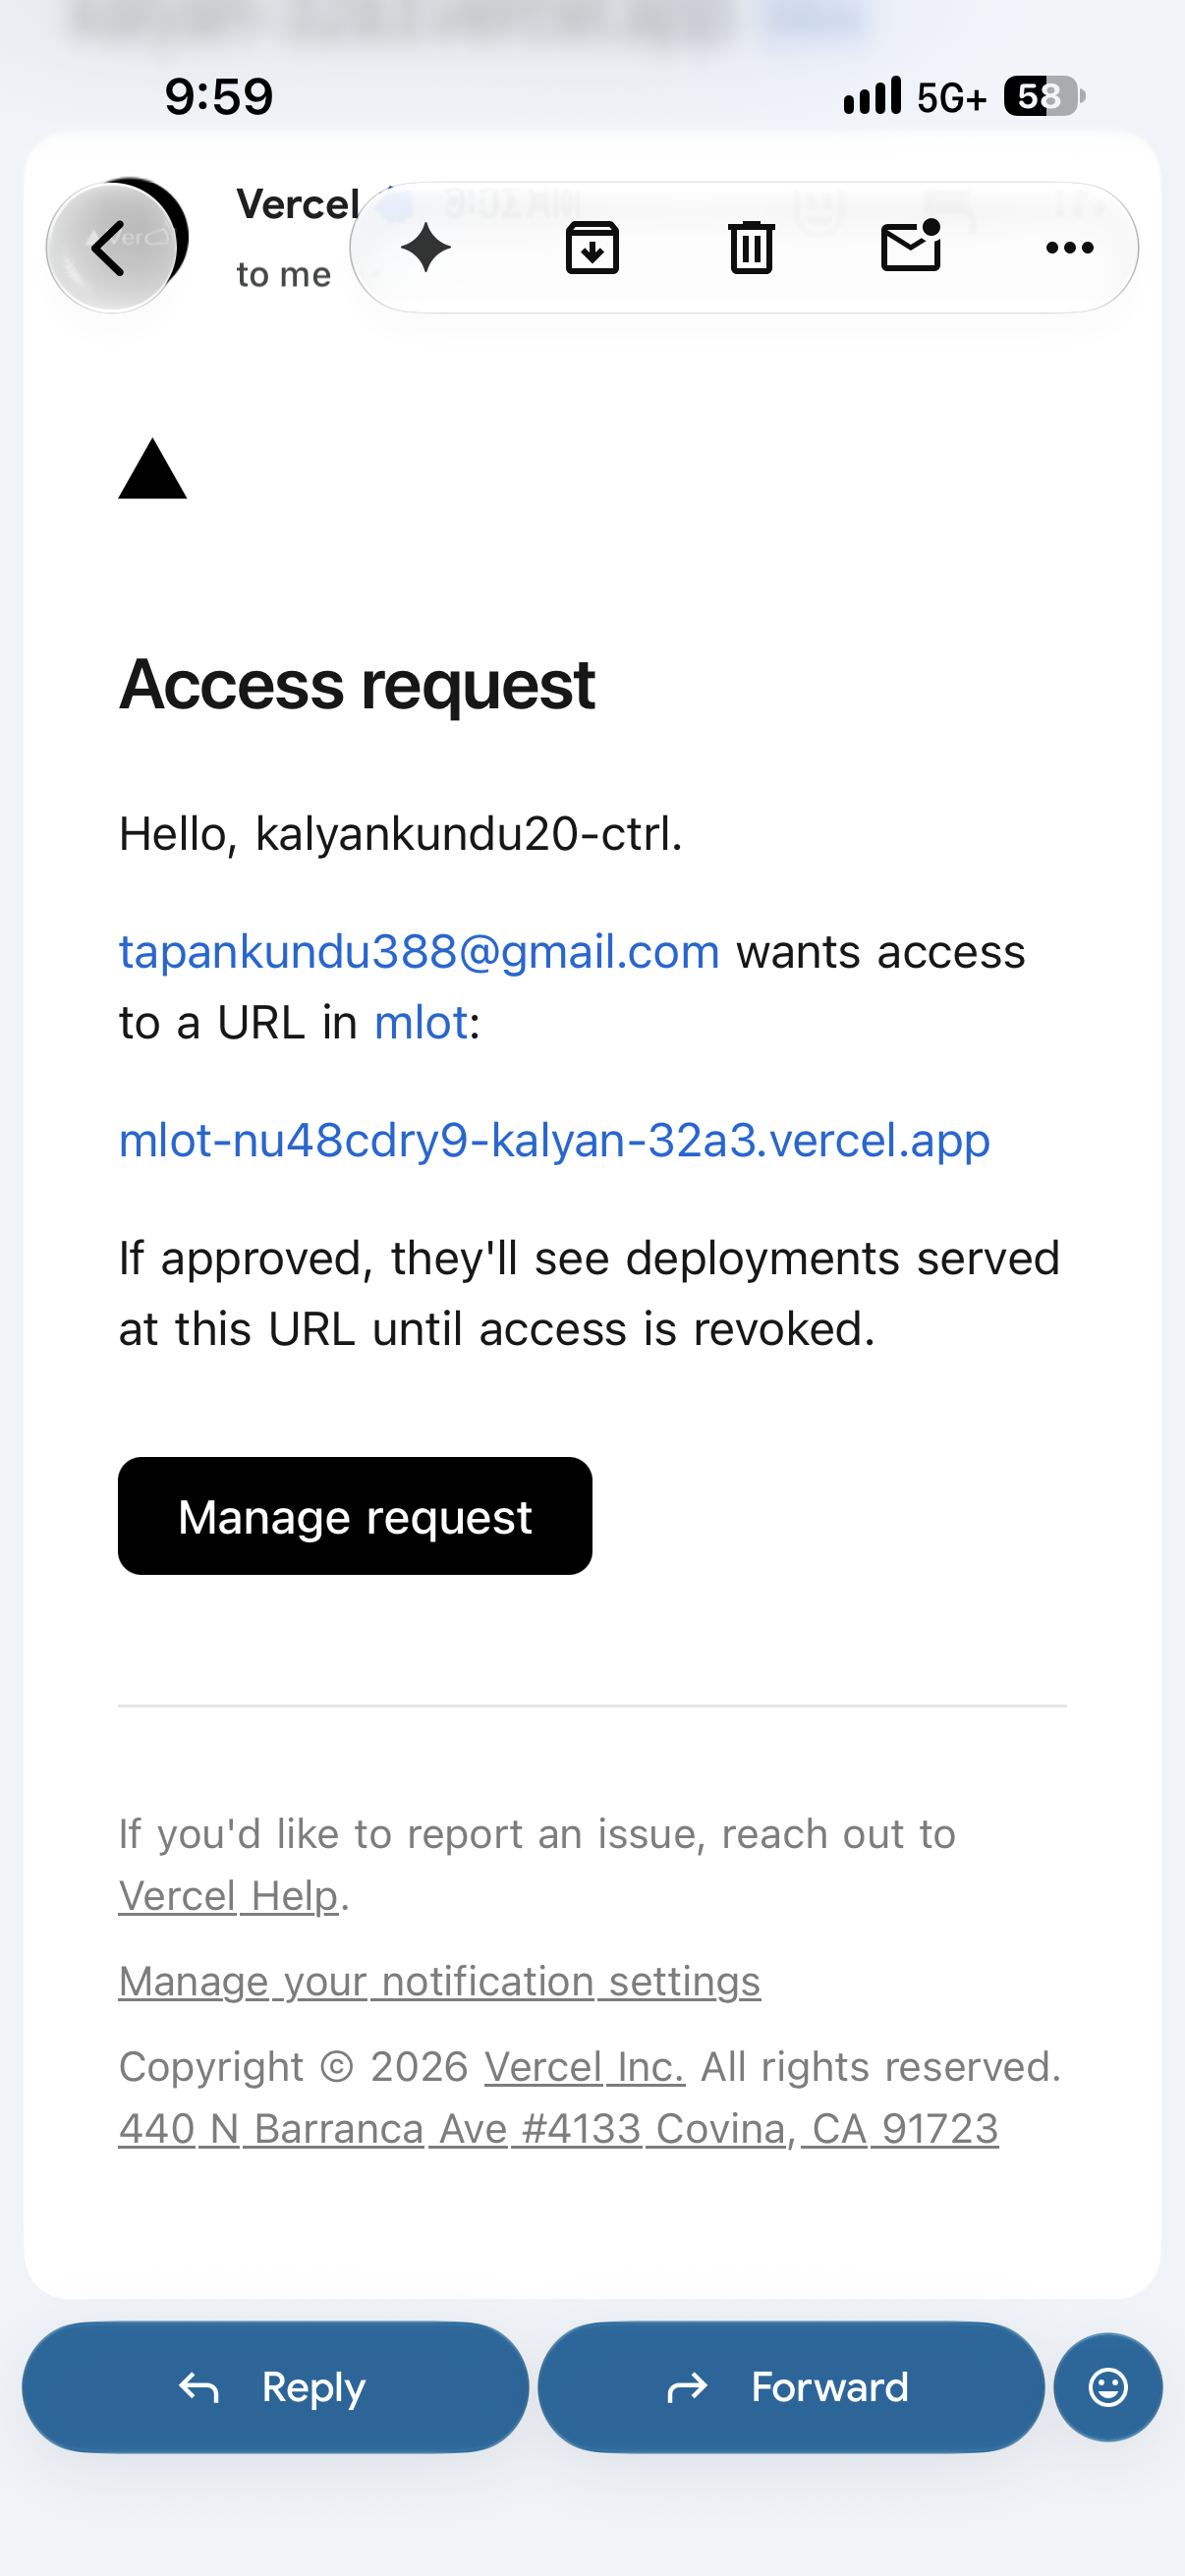 9:59
5G+
58
Vercel
to me
Access request
Hello, kalyankundu20-ctrl.
tapankundu388@gmail.com wants access
to a URL in mlot:
mlot-nu48cdry9-kalyan-32a3.vercel.app
If approved, they'll see deployments served
at this URL until access is revoked.
Manage request
If you'd like to report an issue, reach out to
Vercel Help.
Manage your notification settings
Copyright © 2026 Vercel Inc. All rights reserved.
440 N Barranca Ave #4133 Covina, CA 91723
Reply
Forward